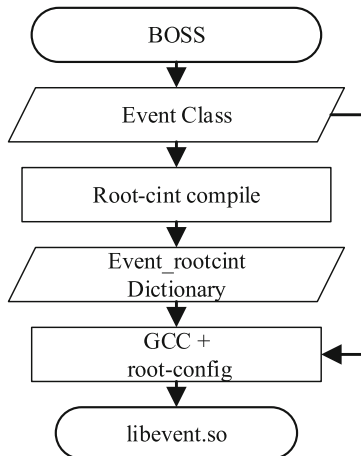 BOSS
Event Class
Root-cint compile
Event_rootcint
Dictionary
GCC +
root-config
libevent.so